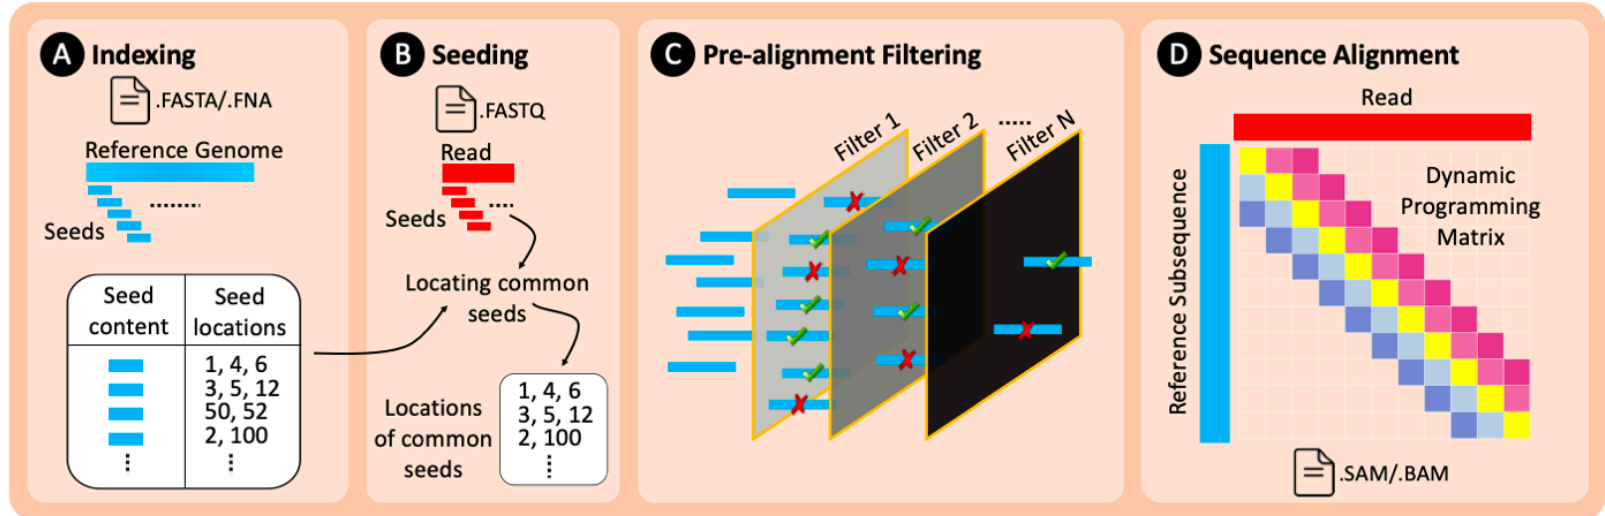 A Indexing
.FASTA/.FNA
Reference Genome
........
Seeds
Seed
content
Seed
locations
1, 4, 6
3, 5, 12
50, 52
2, 100
B Seeding
.FASTQ
Read
....
Seeds
Locating common
seeds
Locations
of common
seeds
1, 4, 6
3, 5, 12
2, 100
C Pre-alignment Filtering
Filter 1
Filter 2
.....
Filter N
D Sequence Alignment
Read
Reference Subsequence
Dynamic
Programming
Matrix
.SAM/.BAM